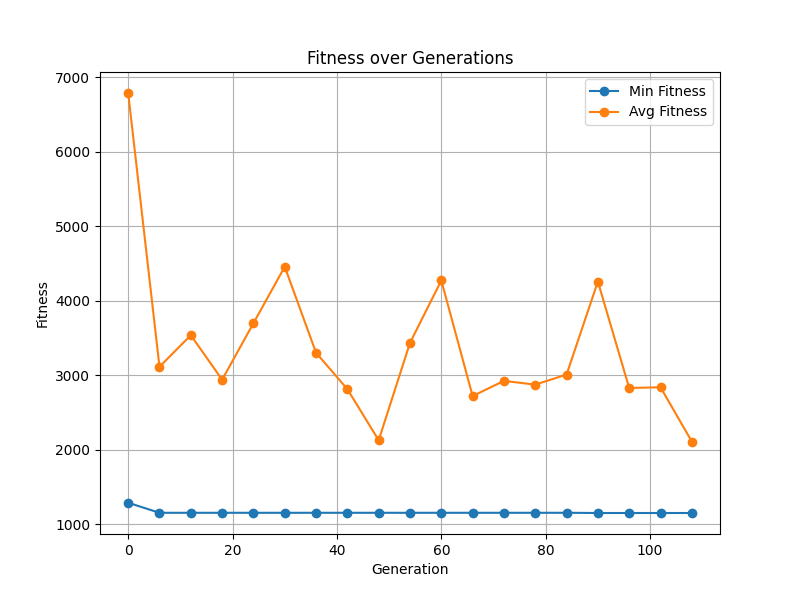 Fitness over Generations
Min Fitness
Avg Fitness
7000
6000
5000
4000
3000
2000
1000
Fitness
0 20 40 60 80 100
Generation